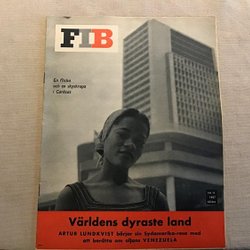 FIB
En flicka
och en skyskrapa
i Caracas
Världens dyraste land
ARTUR LUNDKVIST börjar sin Sydamerika-resa med
att berätta om oljans VENEZUELA